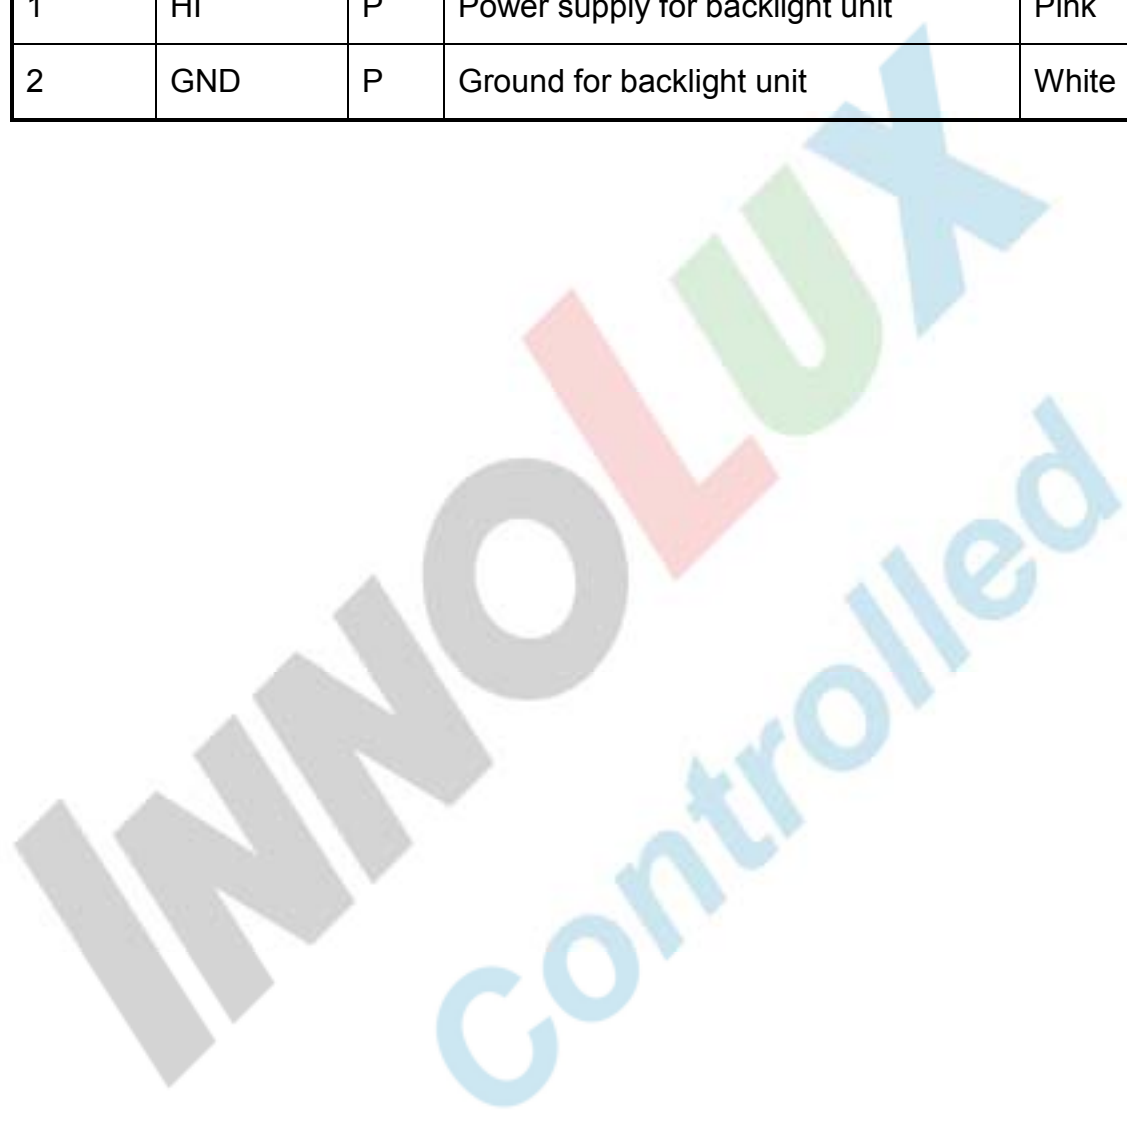 1 HI P Power supply for backlight unit Pink
2 GND P Ground for backlight unit White
INNOLUX
Controlled